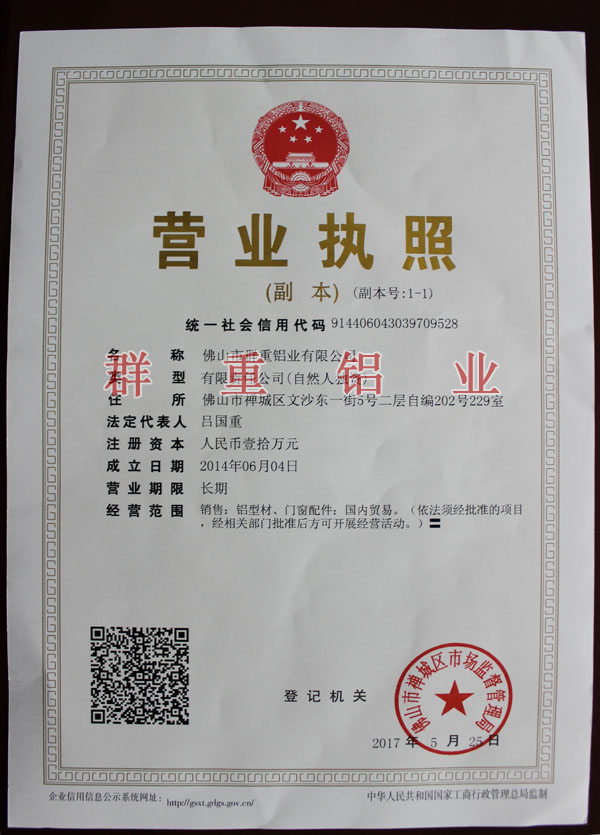 营业执照
(副 本) (副本号:1-1)
统一社会信用代码 914406043039709528
名 称 佛山市群重铝业有限公司
类 型 有限责任公司(自然人独资)
群重铝业
住 所 佛山市禅城区文沙东一街5号二层自编202号229室
法定代表人 吕国重
注册资本 人民币壹拾万元
成立日期 2014年06月04日
营业期限 长期
经营范围 销售：铝型材、门窗配件；国内贸易。（依法须经批准的项目
，经相关部门批准后方可开展经营活动。）〓
登记机关
佛山市禅城区市场监督管理局
2017 年 5 月 25 日
企业信用信息公示系统网址： http://gsxt.gdgs.gov.cn/
中华人民共和国国家工商行政管理总局监制